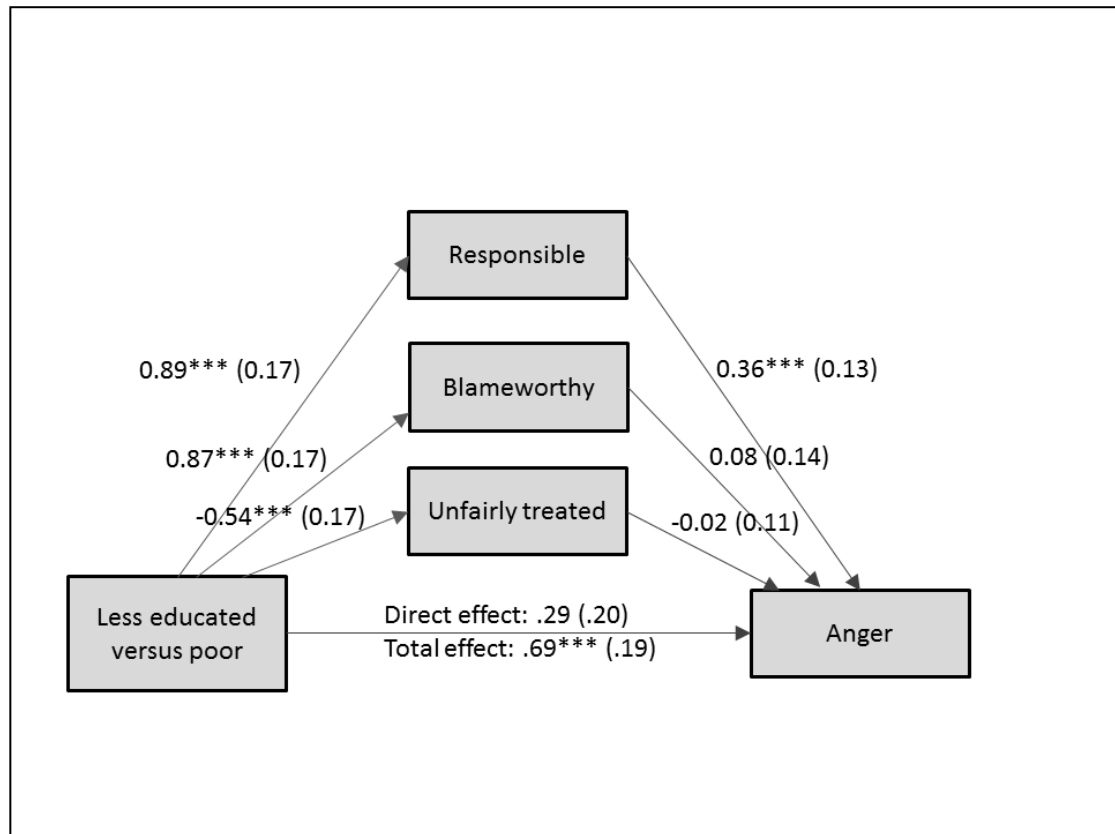 Responsible
0.89*** (0.17)
0.36*** (0.13)
Blameworthy
0.87*** (0.17)
0.08 (0.14)
Unfairly treated
-0.54*** (0.17)
-0.02 (0.11)
Less educated
versus poor
Direct effect: .29 (.20)
Total effect: .69*** (.19)
Anger